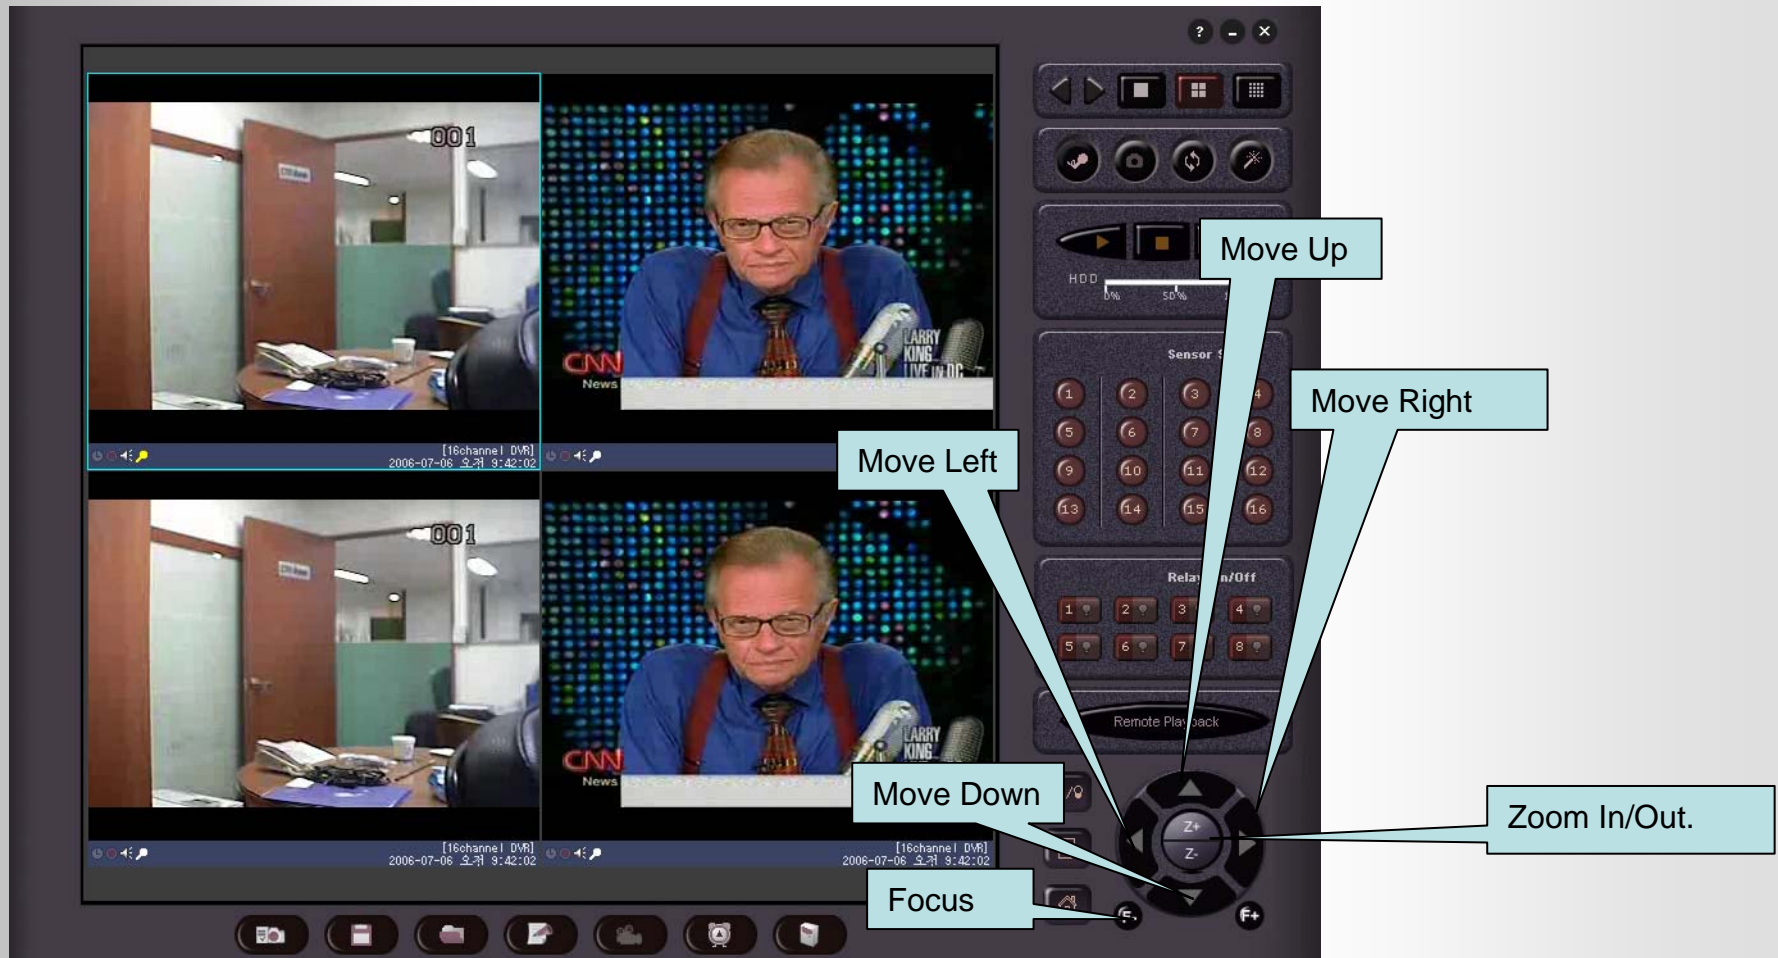 001
CNN
News
LARRY
KING
LIVE IN DC
[16channel DVR]
2006-07-06 오전 9:42:02
001
CNN
News
LARRY
KING
[16channel DVR]
2006-07-06 오전 9:42:02
[16channel DVR]
2006-07-06 오전 9:42:02
?
HDD
0% 50%
Move Up
Sensor
1 2 3 4
5 6 7 8
9 10 11 12
13 14 15 16
Move Right
Move Left
Relay n/Off
1 2 3 4
5 6 7 8
Remote Playback
Move Down
Z+
Z-
Zoom In/Out.
Focus
F-
F+